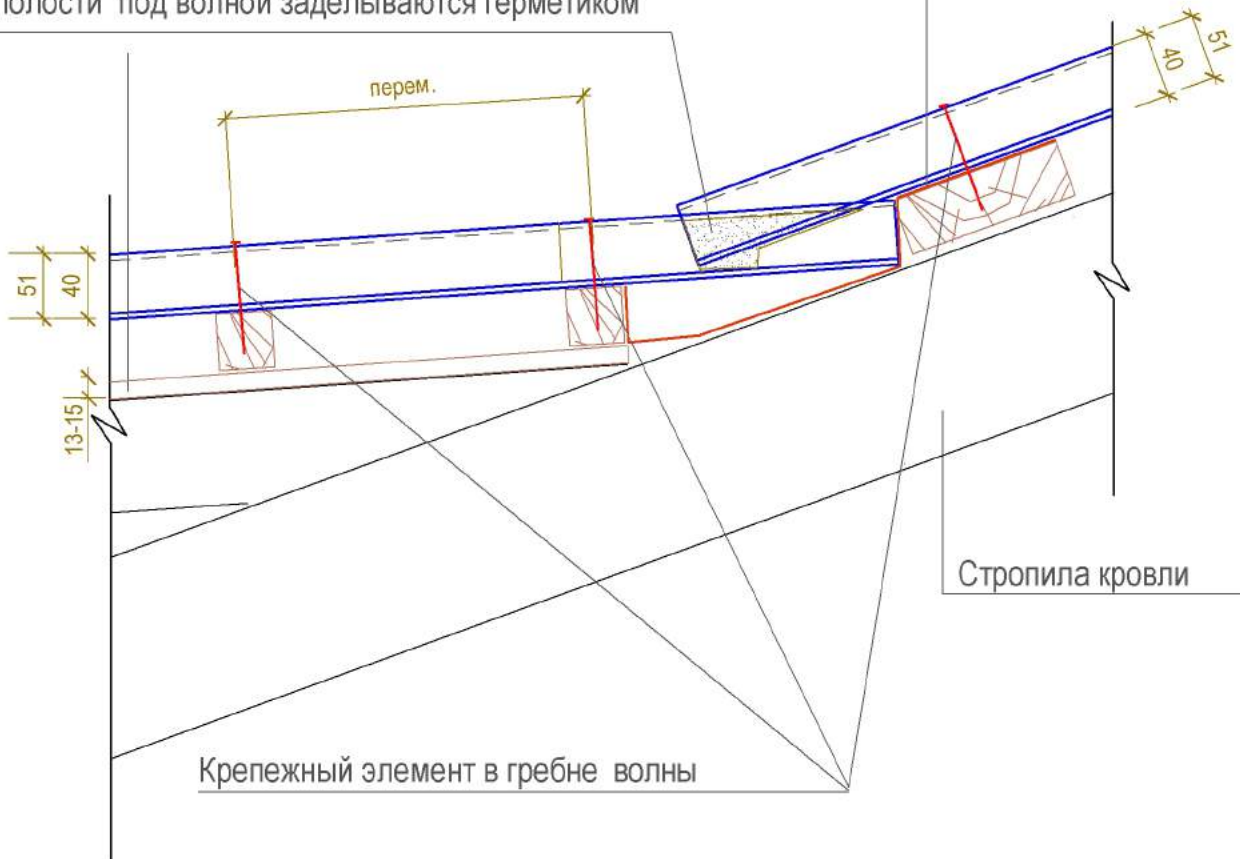 полости под волной заделываются герметиком
перем.
51
40
51
40
13-15
Стропила кровли
Крепежный элемент в гребне волны